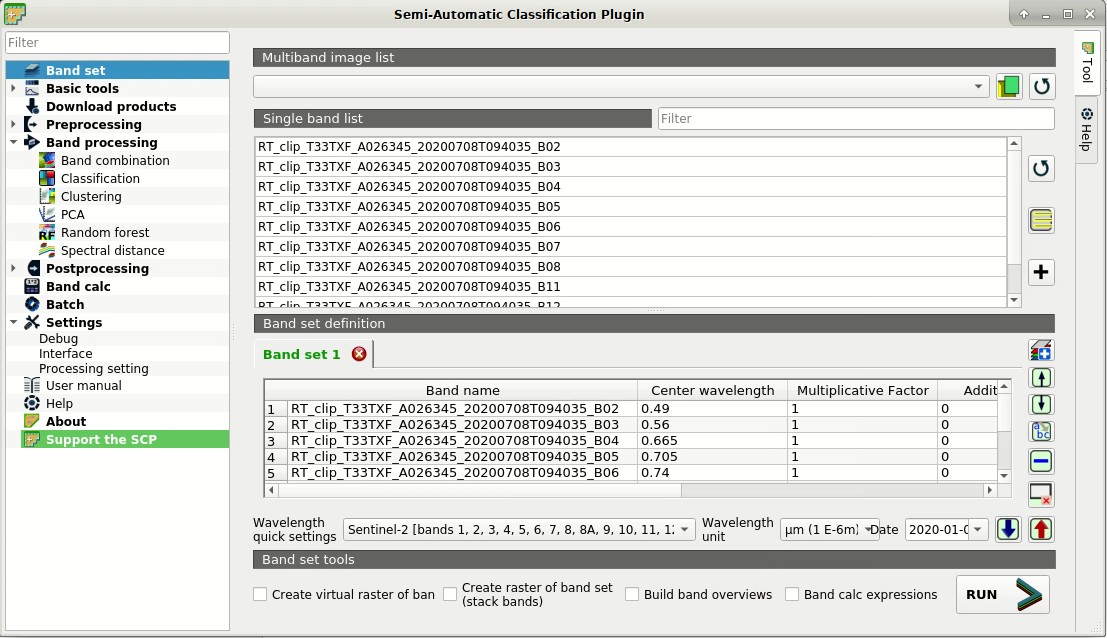 Semi-Automatic Classification Plugin
Filter
Band set
Basic tools
Download products
Preprocessing
Band processing
Band combination
Classification
Clustering
PCA
RF Random forest
Spectral distance
Postprocessing
Band calc
Batch
Settings
Debug
Interface
Processing setting
User manual
Help
About
Support the SCP
Multiband image list
Single band list
Filter
RT_clip_T33TXF_A026345_20200708T094035_B02
RT_clip_T33TXF_A026345_20200708T094035_B03
RT_clip_T33TXF_A026345_20200708T094035_B04
RT_clip_T33TXF_A026345_20200708T094035_B05
RT_clip_T33TXF_A026345_20200708T094035_B06
RT_clip_T33TXF_A026345_20200708T094035_B07
RT_clip_T33TXF_A026345_20200708T094035_B08
RT_clip_T33TXF_A026345_20200708T094035_B11
RT_clip_T33TXF_A026345_20200708T094035_B12
Band set definition
Band set 1
Band name Center wavelength Multiplicative Factor Addit
1 RT_clip_T33TXF_A026345_20200708T094035_B02 0.49 1 0
2 RT_clip_T33TXF_A026345_20200708T094035_B03 0.56 1 0
3 RT_clip_T33TXF_A026345_20200708T094035_B04 0.665 1 0
4 RT_clip_T33TXF_A026345_20200708T094035_B05 0.705 1 0
5 RT_clip_T33TXF_A026345_20200708T094035_B06 0.74 1 0
a
bc
Wavelength
quick settings
Sentinel-2 [bands 1, 2, 3, 4, 5, 6, 7, 8, 8A, 9, 10, 11, 1
Wavelength
unit
µm (1 E-6m)
Date
2020-01-0
Band set tools
Create virtual raster of ban
Create raster of band set
(stack bands)
Build band overviews
Band calc expressions
RUN
Tool
Help